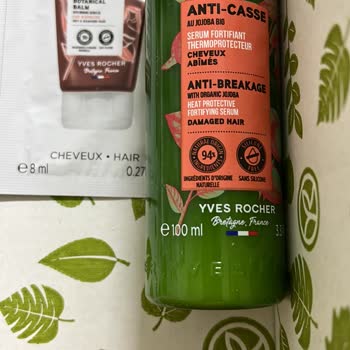 BOTANICAL
BALM
YVES ROCHER
Bretagne, France
CHEVEUX • HAIR
e 8 ml
0.27
ANTI-CASSE
AU JOJOBA BIO
SERUM FORTIFIANT
THERMOPROTECTEUR
CHEVEUX
ABÎMÉS
ANTI-BREAKAGE
WITH ORGANIC JOJOBA
HEAT PROTECTIVE
FORTIFYING SERUM
DAMAGED HAIR
94%
INGRÉDIENTS D'ORIGINE
NATURELLE
SANS SILICONE
YVES ROCHER
Bretagne, France
e 100 ml